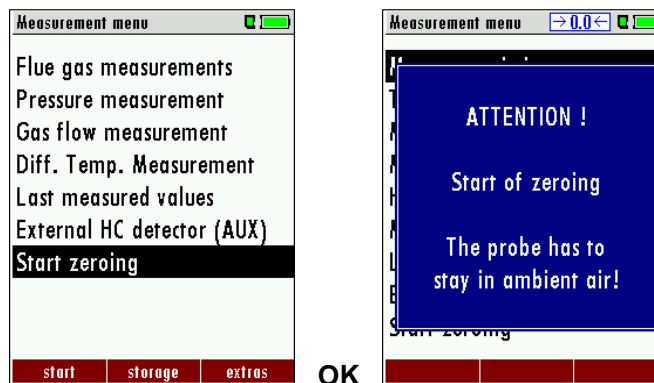 Measurement menu
Flue gas measurements
Pressure measurement
Gas flow measurement
Diff. Temp. Measurement
Last measured values
External HC detector (AUX)
Start zeroing
start storage extras
OK
Measurement menu →0.0←
ATTENTION !
Start of zeroing
The probe has to
stay in ambient air!
Start zeroing